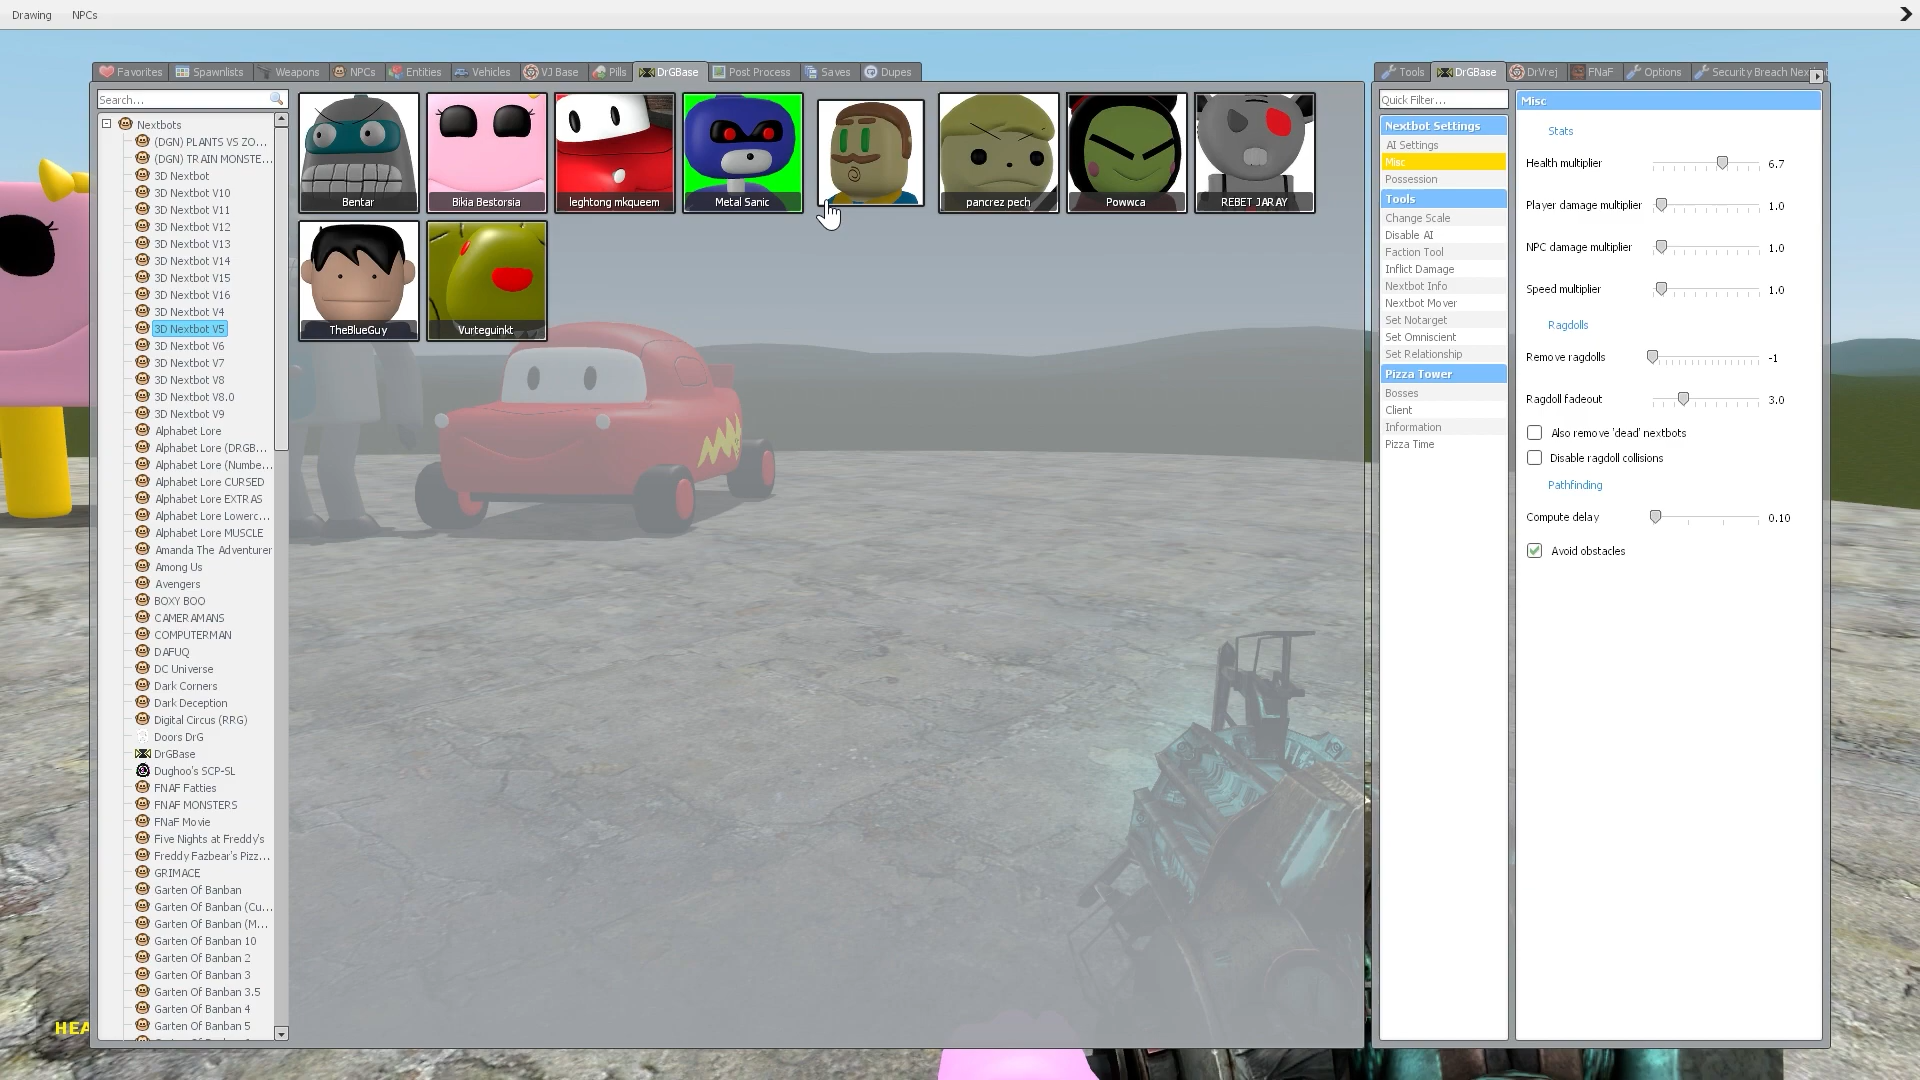 Drawing NPCs
Favorites Spawnlists Weapons NPCs Entities Vehicles VJ Base Pills DrGBase Post Process Saves Dupes
Search...
Nextbots
(DGN) PLANTS VS ZO...
(DGN) TRAIN MONSTE...
3D Nextbot
3D Nextbot V10
3D Nextbot V11
3D Nextbot V12
3D Nextbot V13
3D Nextbot V14
3D Nextbot V15
3D Nextbot V16
3D Nextbot V4
3D Nextbot V5
3D Nextbot V6
3D Nextbot V7
3D Nextbot V8
3D Nextbot V8.0
3D Nextbot V9
Alphabet Lore
Alphabet Lore (DRGB...
Alphabet Lore (Numbe...
Alphabet Lore CURSED
Alphabet Lore EXTRAS
Alphabet Lore Lowerc...
Alphabet Lore MUSCLE
Amanda The Adventurer
Among Us
Avengers
BOXY BOO
CAMERAMANS
COMPUTERMAN
DAFUQ
DC Universe
Dark Corners
Dark Deception
Digital Circus (RRG)
Doors DrG
DrGBase
Dughoo's SCP-SL
FNAF Fatties
FNAF MONSTERS
FNaF Movie
Five Nights at Freddy's
Freddy Fazbear's Pizz...
GRIMACE
Garten Of Banban
Garten Of Banban (Cu...
Garten Of Banban (M...
Garten Of Banban 10
Garten Of Banban 2
Garten Of Banban 3
Garten Of Banban 3.5
Garten Of Banban 4
Garten Of Banban 5
Bentar
Bikia Bestorsia
leghtong mkqueem
Metal Sanic
pancrez pech
Powwca
REBET JARAY
TheBlueGuy
Vurteguinkt
HEA
Tools DrGBase DrVrej FNaF Options Security Breach Nex
Quick Filter...
Nextbot Settings
AI Settings
Misc
Possession
Tools
Change Scale
Disable AI
Faction Tool
Inflict Damage
Nextbot Info
Nextbot Mover
Set Notarget
Set Omniscient
Set Relationship
Pizza Tower
Bosses
Client
Information
Pizza Time
Misc
Stats
Health multiplier 6.7
Player damage multiplier 1.0
NPC damage multiplier 1.0
Speed multiplier 1.0
Ragdolls
Remove ragdolls -1
Ragdoll fadeout 3.0
Also remove 'dead' nextbots
Disable ragdoll collisions
Pathfinding
Compute delay 0.10
Avoid obstacles